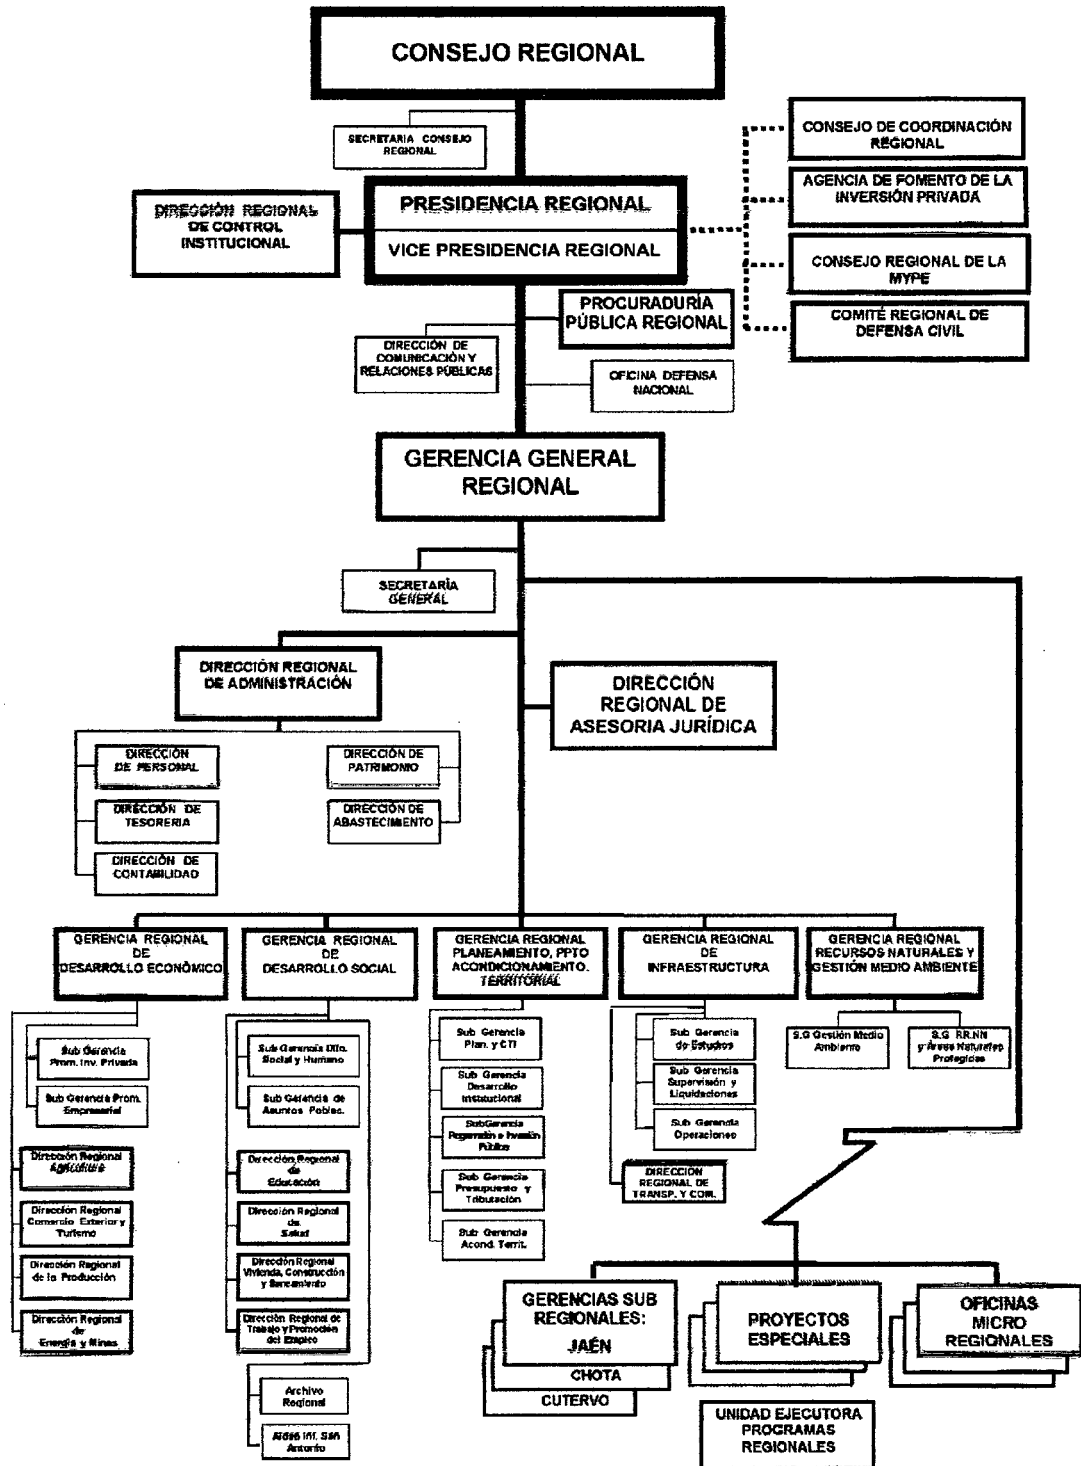 CONSEJO REGIONAL
SECRETARIA CONSEJO
REGIONAL
CONSEJO DE COORDINACIÓN
REGIONAL
AGENCIA DE FOMENTO DE LA
INVERSIÓN PRIVADA
CONSEJO REGIONAL DE LA
MYPE
COMITÉ REGIONAL DE
DEFENSA CIVIL
DIRECCIÓN REGIONAL
DE CONTROL
INSTITUCIONAL
PRESIDENCIA REGIONAL
VICE PRESIDENCIA REGIONAL
PROCURADURÍA
PÚBLICA REGIONAL
DIRECCIÓN DE
COMUNICACIÓN Y
RELACIONES PÚBLICAS
OFICINA DEFENSA
NACIONAL
GERENCIA GENERAL
REGIONAL
SECRETARÍA
GENERAL
DIRECCIÓN REGIONAL
DE ADMINISTRACIÓN
DIRECCIÓN
REGIONAL DE
ASESORIA JURÍDICA
DIRECCIÓN
DE PERSONAL
DIRECCIÓN DE
PATRIMONIO
DIRECCIÓN DE
TESORERIA
DIRECCIÓN DE
ABASTECIMIENTO
DIRECCIÓN DE
CONTABILIDAD
GERENCIA REGIONAL
DE
DESARROLLO ECONÓMICO
GERENCIA REGIONAL
DE
DESARROLLO SOCIAL
GERENCIA REGIONAL
PLANEAMIENTO, PPTO
ACONDICIONAMIENTO.
TERRITORIAL
GERENCIA REGIONAL
DE
INFRAESTRUCTURA
GERENCIA REGIONAL
RECURSOS NATURALES Y
GESTIÓN MEDIO AMBIENTE
Sub Gerencia
Prom. Inv. Privada
Sub Gerencia Prom.
Empresarial
Dirección Regional
Agricultura
Dirección Regional
Comercio Exterior y
Turismo
Dirección Regional
de la Producción
Dirección Regional
de
Energía y Minas
Sub Gerencia Dllo.
Social y Humano
Sub Gerencia de
Asuntos Poblac.
Dirección Regional
de
Educación
Dirección Regional
de
Salud
Dirección Regional
Vivienda, Construcción
y Saneamiento
Dirección Regional de
Trabajo y Promoción
del Empleo
Archivo
Regional
Aldea Inf. San
Antonio
Sub Gerencia
Plan. y CTI
Sub Gerencia
Desarrollo
Institucional
SubGerencia
Pública
Sub Gerencia
Presupuesto y
Tributación
Sub Gerencia
Acond. Territ.
Sub Gerencia
de Estudios
Sub Gerencia
Supervisión y
Liquidaciones
Sub Gerencia
Operaciones
DIRECCIÓN
REGIONAL DE
TRANSP. Y COM.
S.G Gestión Medio
Ambiente
S.G RR.NN
y Áreas Naturales
Protegidas
GERENCIAS SUB
REGIONALES:
JAÉN
CHOTA
CUTERVO
PROYECTOS
ESPECIALES
OFICINAS
MICRO
REGIONALES
UNIDAD EJECUTORA
PROGRAMAS
REGIONALES